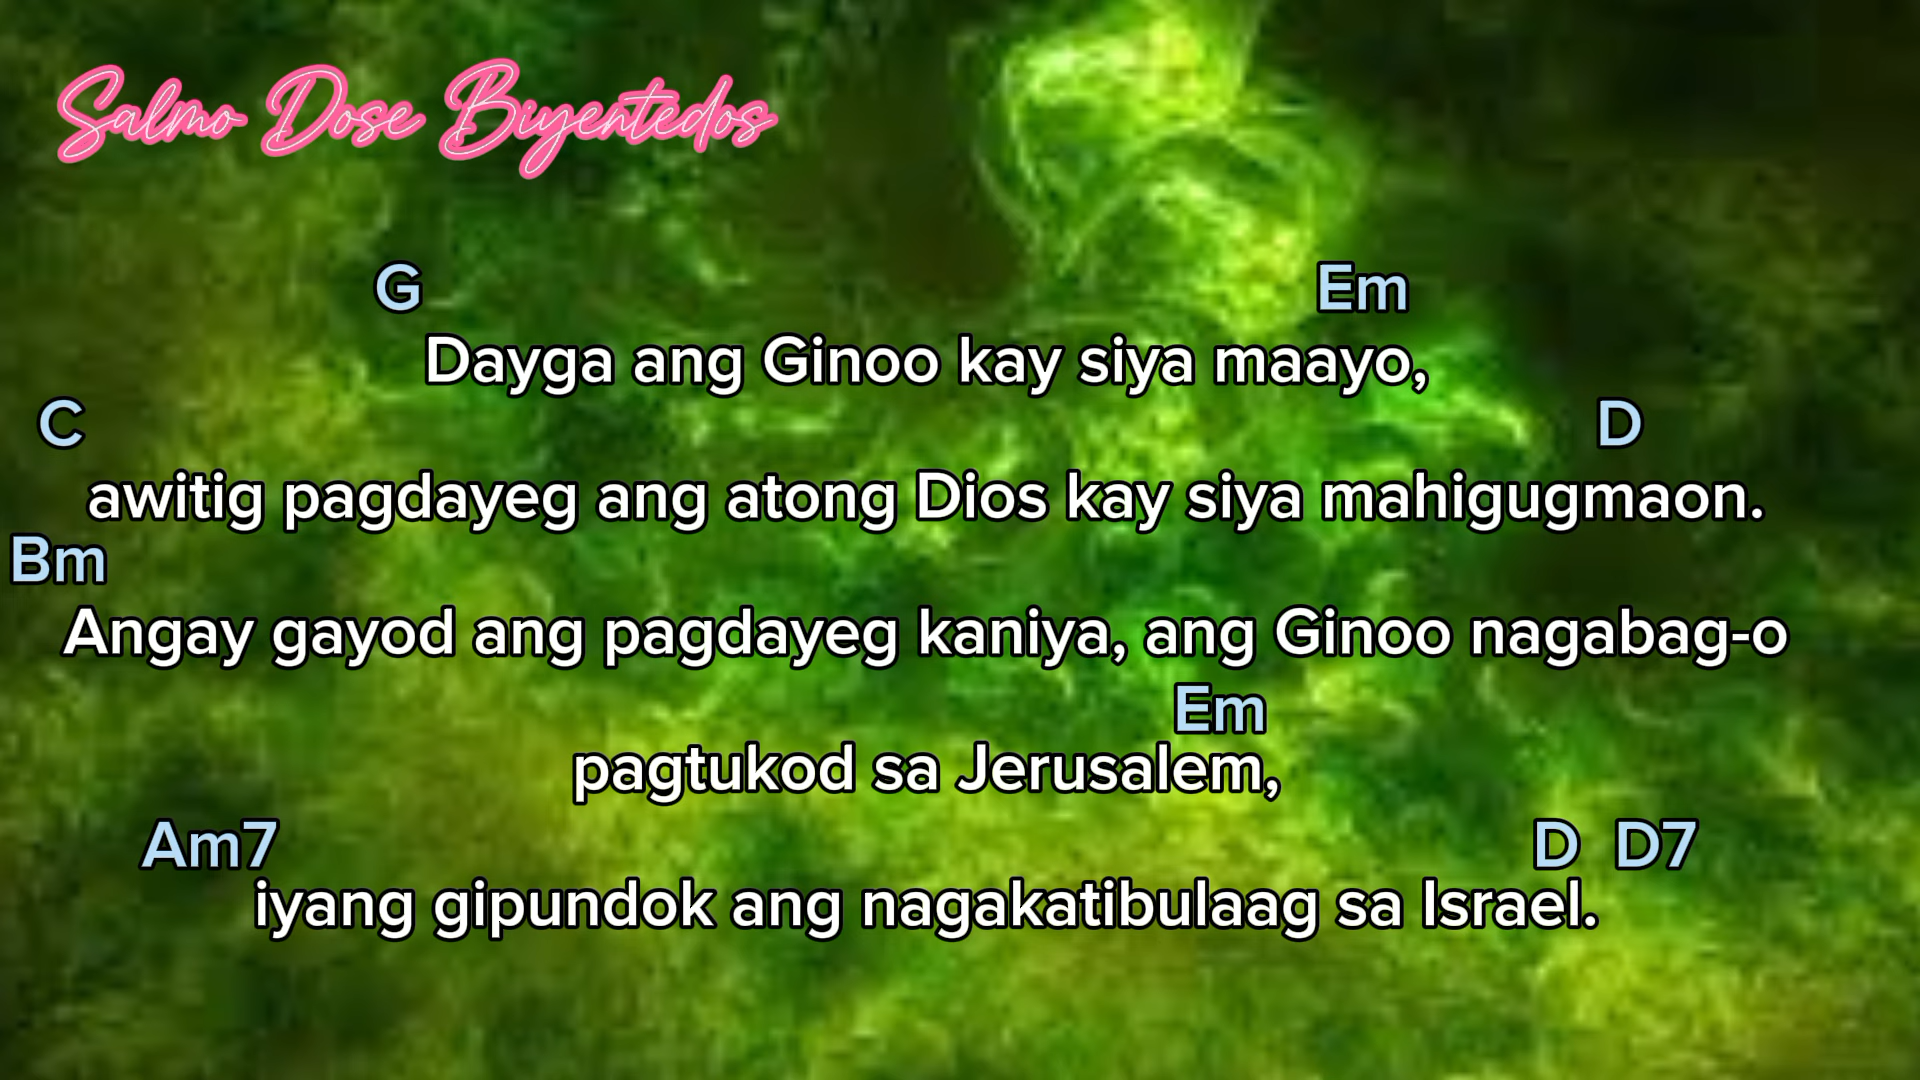 Salmo Dose Biyentedos
G Em
Dayga ang Ginoo kay siya maayo,
C D
awitig pagdayeg ang atong Dios kay siya mahigugmaon.
Bm
Angay gayod ang pagdayeg kaniya, ang Ginoo nagabag-o
Em
pagtukod sa Jerusalem,
Am7 D D7
iyang gipundok ang nagakatibulaag sa Israel.